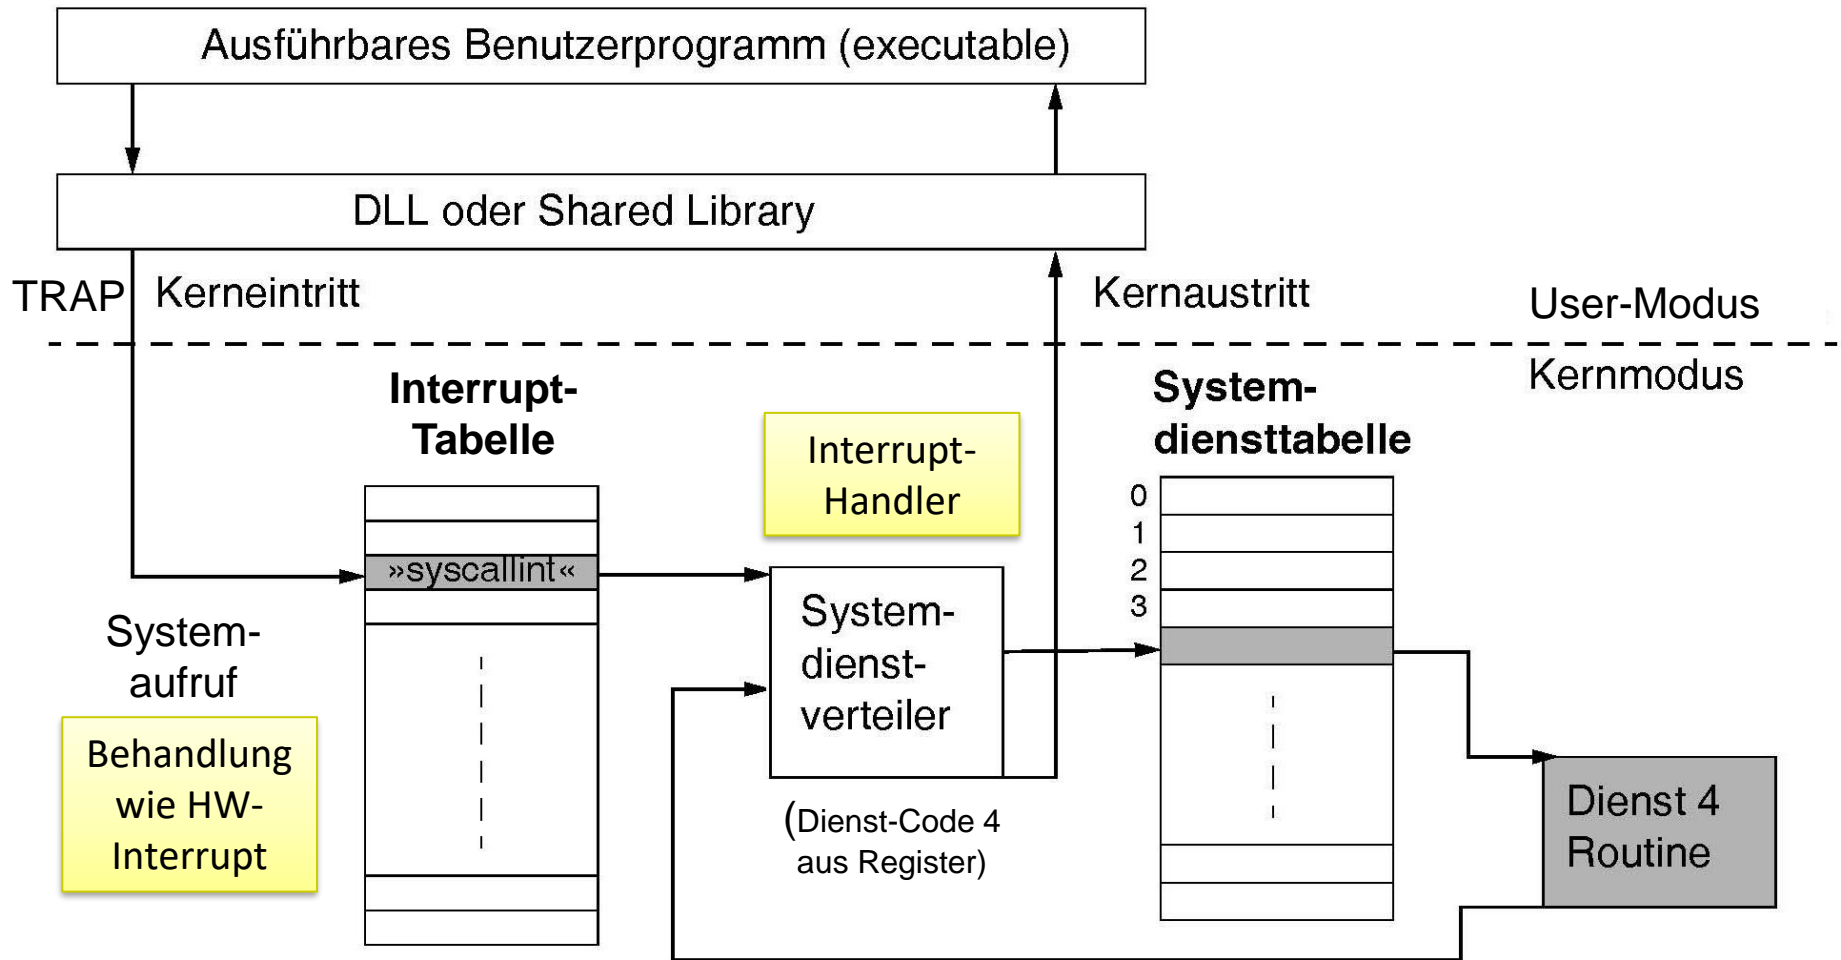 Ausführbares Benutzerprogramm (executable)
DLL oder Shared Library
TRAP
Kerneintritt
Kernaustritt
User-Modus
Kernmodus
Interrupt-
Tabelle
Interrupt-
Handler
System-
diensttabelle
0
1
2
3
»syscallint«
System-
aufruf
Behandlung
wie HW-
Interrupt
System-
dienst-
verteiler
(Dienst-Code 4
aus Register)
Dienst 4
Routine